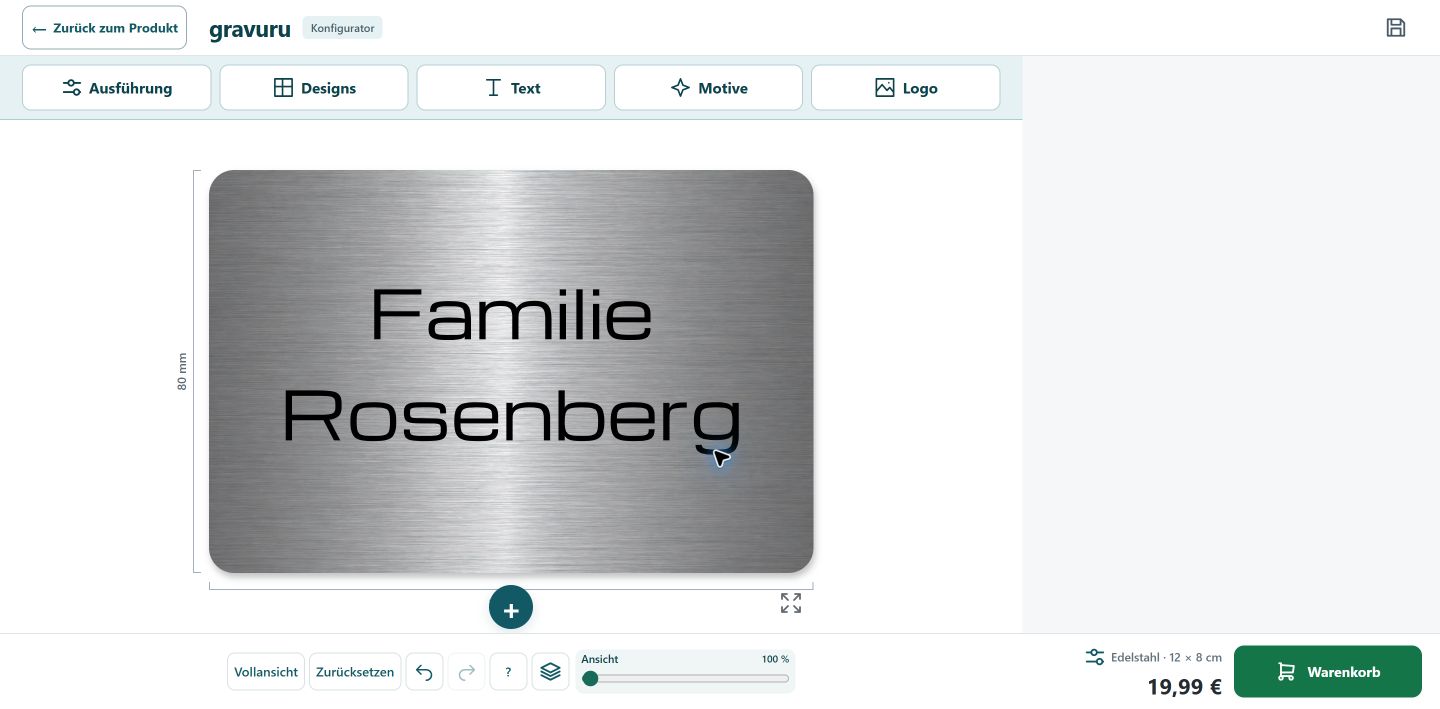 ← Zurück zum Produkt
gravuru
Konfigurator
Ausführung
Designs
Text
Motive
Logo
80 mm
Familie
Rosenberg
+
Vollansicht
Zurücksetzen
?
Ansicht
100 %
Edelstahl · 12 × 8 cm
19,99 €
Warenkorb